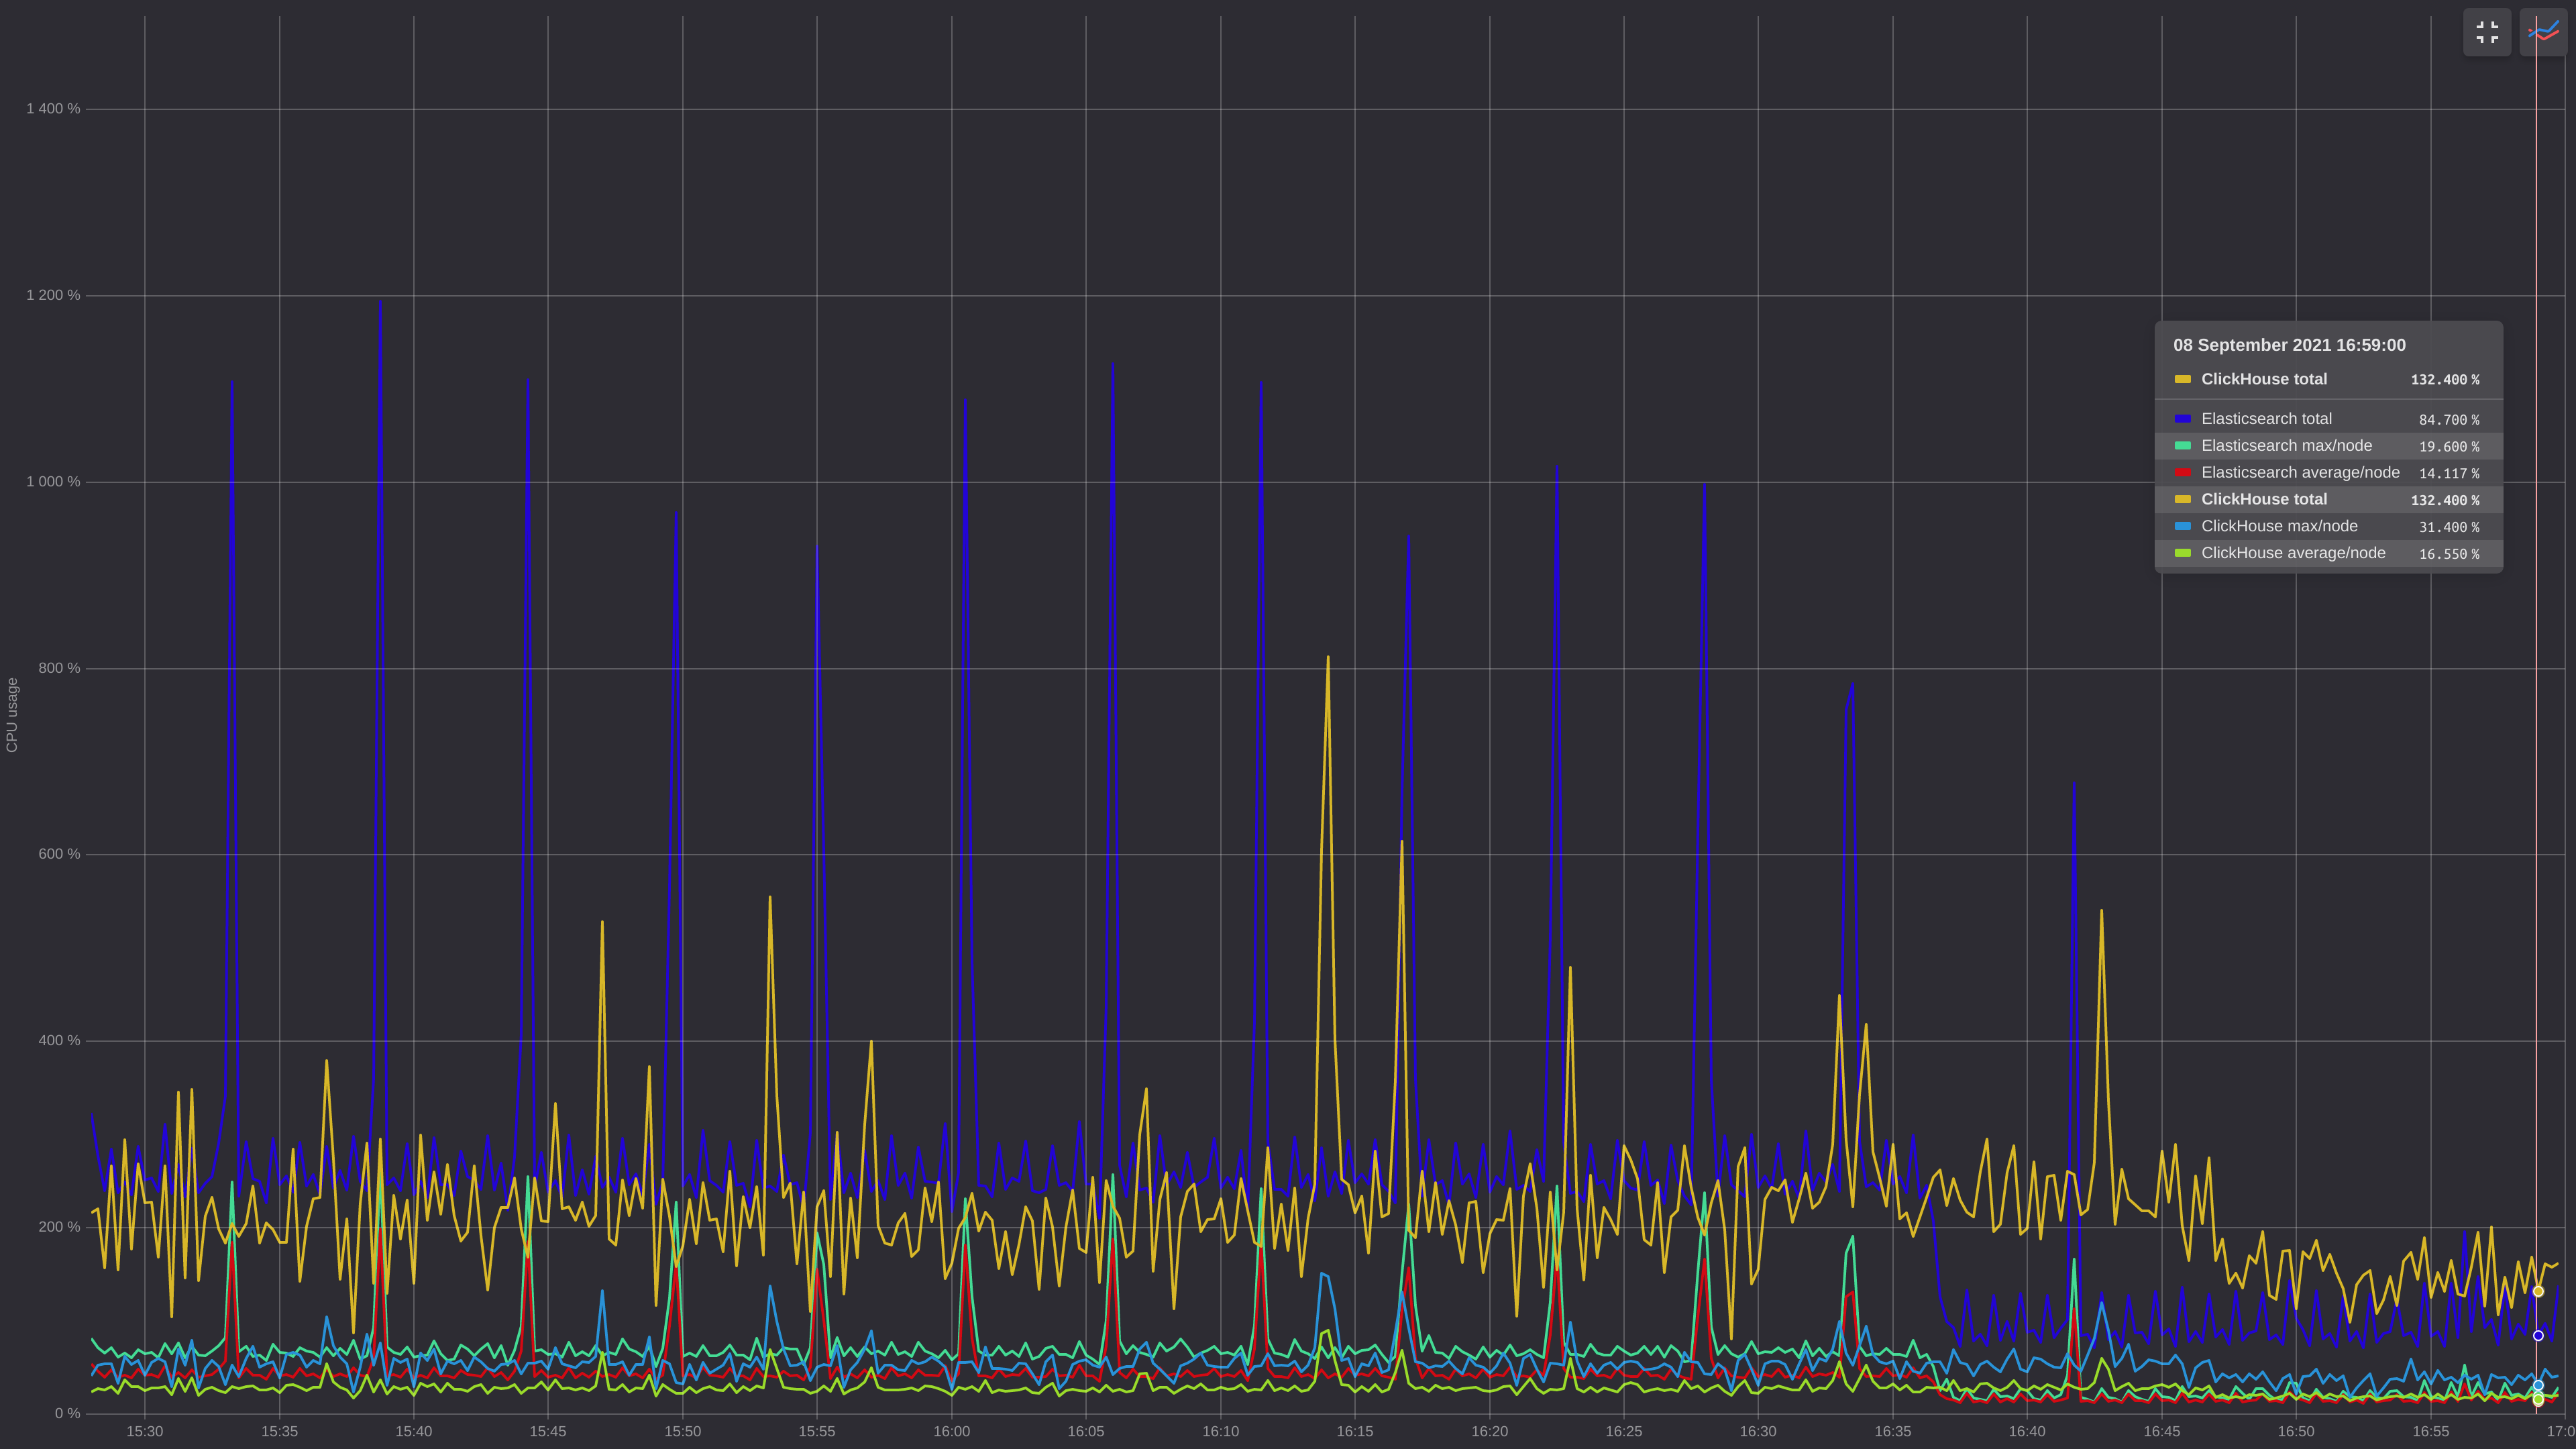 1 400 %
1 200 %
1 000 %
800 %
600 %
400 %
200 %
0 %
CPU usage
08 September 2021 16:59:00
ClickHouse total 132.400 %
Elasticsearch total 84.700 %
Elasticsearch max/node 19.600 %
Elasticsearch average/node 14.117 %
ClickHouse total 132.400 %
ClickHouse max/node 31.400 %
ClickHouse average/node 16.550 %
15:30 15:35 15:40 15:45 15:50 15:55 16:00 16:05 16:10 16:15 16:20 16:25 16:30 16:35 16:40 16:45 16:50 16:55 17:0